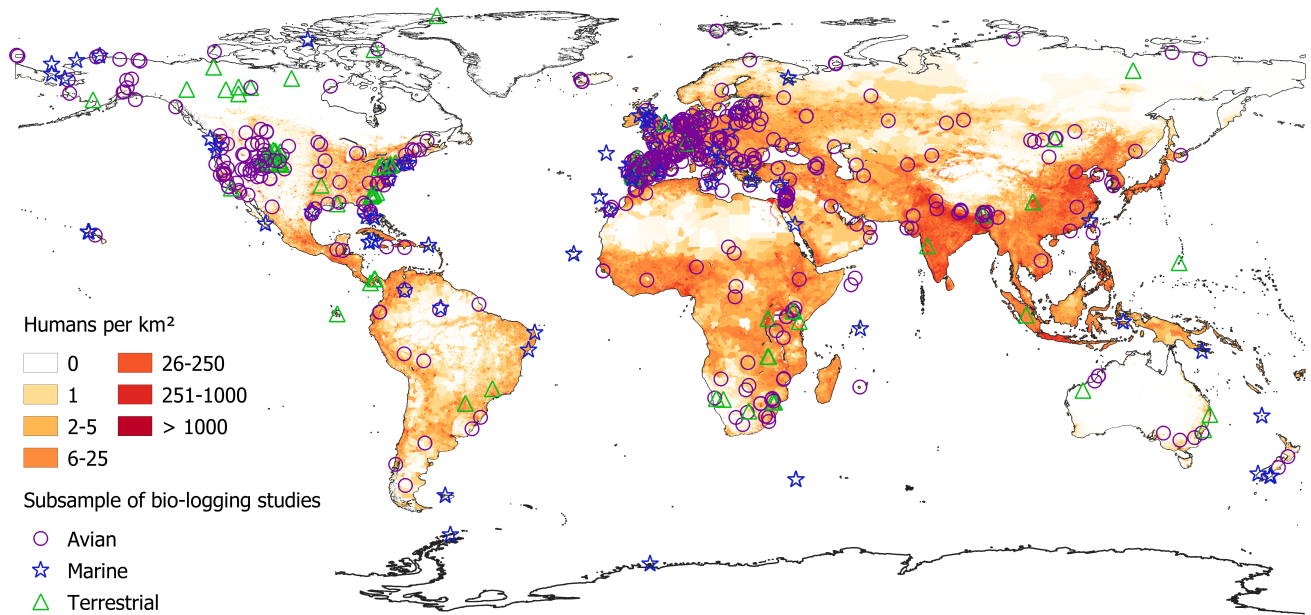 Humans per km²
0
1
2-5
6-25
26-250
251-1000
> 1000
Subsample of bio-logging studies
Avian
Marine
Terrestrial